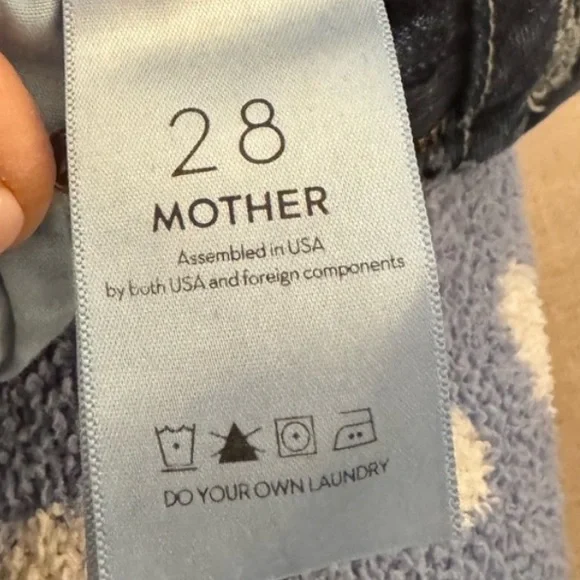 28
MOTHER
Assembled in USA
by both USA and foreign components
DO YOUR OWN LAUNDRY